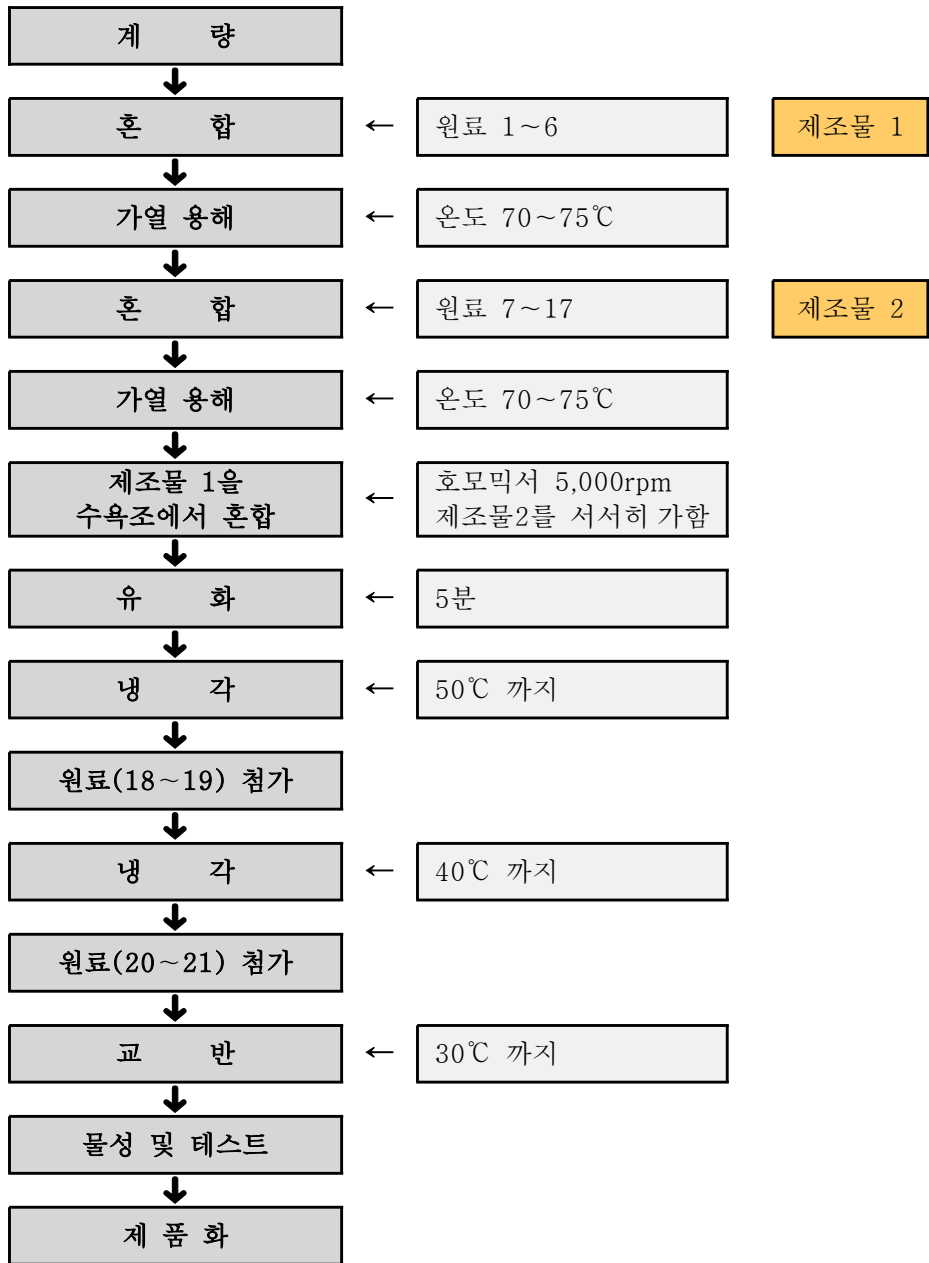 계 량
혼 합
← 원료 1~6
제조물 1
가열 용해
← 온도 70~75℃
혼 합
← 원료 7~17
제조물 2
가열 용해
← 온도 70~75℃
제조물 1을
수욕조에서 혼합
← 호모믹서 5,000rpm
제조물2를 서서히 가함
유 화
← 5분
냉 각
← 50℃ 까지
원료(18~19) 첨가
냉 각
← 40℃ 까지
원료(20~21) 첨가
교 반
← 30℃ 까지
물성 및 테스트
제 품 화